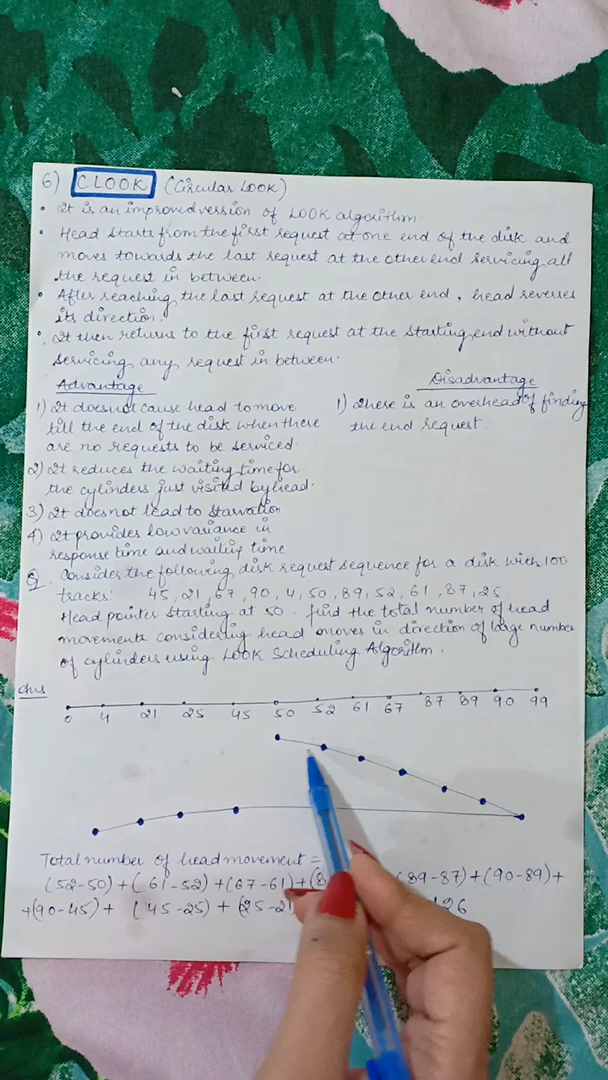 6) CLOOK (Circular LOOK)
• It is an improved version of LOOK algorithm.
• Head starts from the first request at one end of the disk and
moves towards the last request at the other end servicing all
the request in between.
• After reaching the last request at the other end, head reverses
its direction.
• It then returns to the first request at the starting end without
servicing any request in between.
Advantage
1) It does not cause head to move
till the end of the disk when there
are no requests to be serviced.
2) It reduces the waiting time for
the cylinders just visited by head.
3) It does not lead to starvation
4) It provides low variance in
response time and waiting time
Disadvantage
1) There is an overhead of finding
the end request.
Q. Consider the following disk request sequence for a disk with 100
tracks: 45, 21, 67, 90, 4, 50, 89, 52, 61, 87, 25
Head pointer starting at 50. Find the total number of head
movements considering head moves in direction of large number
of cylinders using LOOK Scheduling Algorithm.
Ans
0 4 21 25 45 50 52 61 67 87 89 90 99
Total number of head movement =
(52-50) + (61-52) + (67-61) + (8 (89-87) + (90-89) +
+(90-45) + (45-25) + (25-21